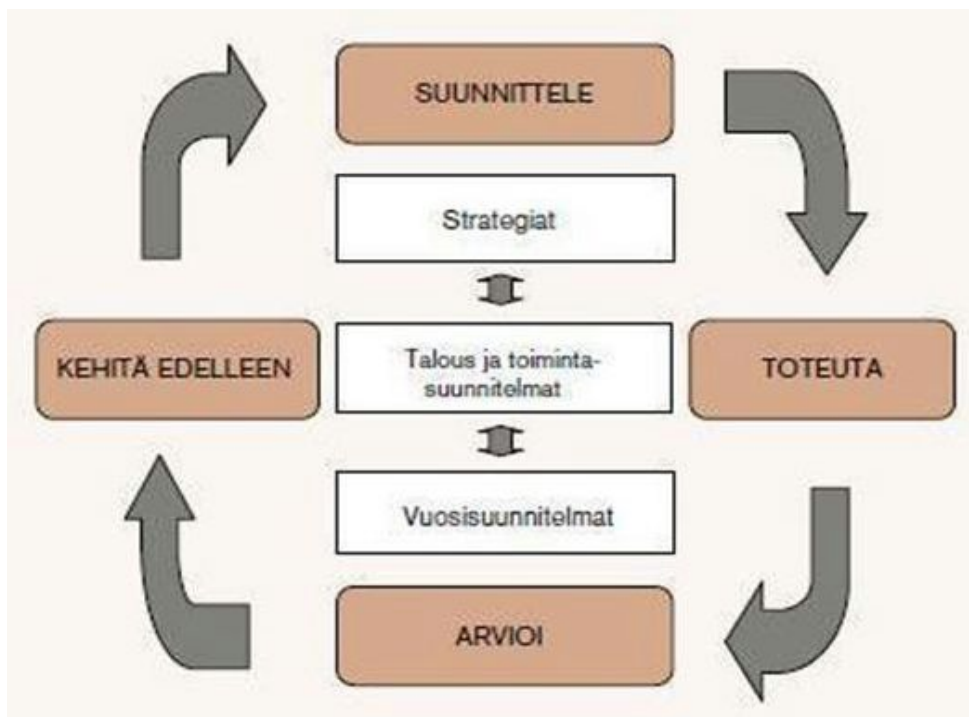 SUUNNITTELE
Strategiat
KEHITÄ EDELLEEN
Talous ja toiminta-
suunnitelmat
TOTEUTA
Vuosisuunnitelmat
ARVIOI